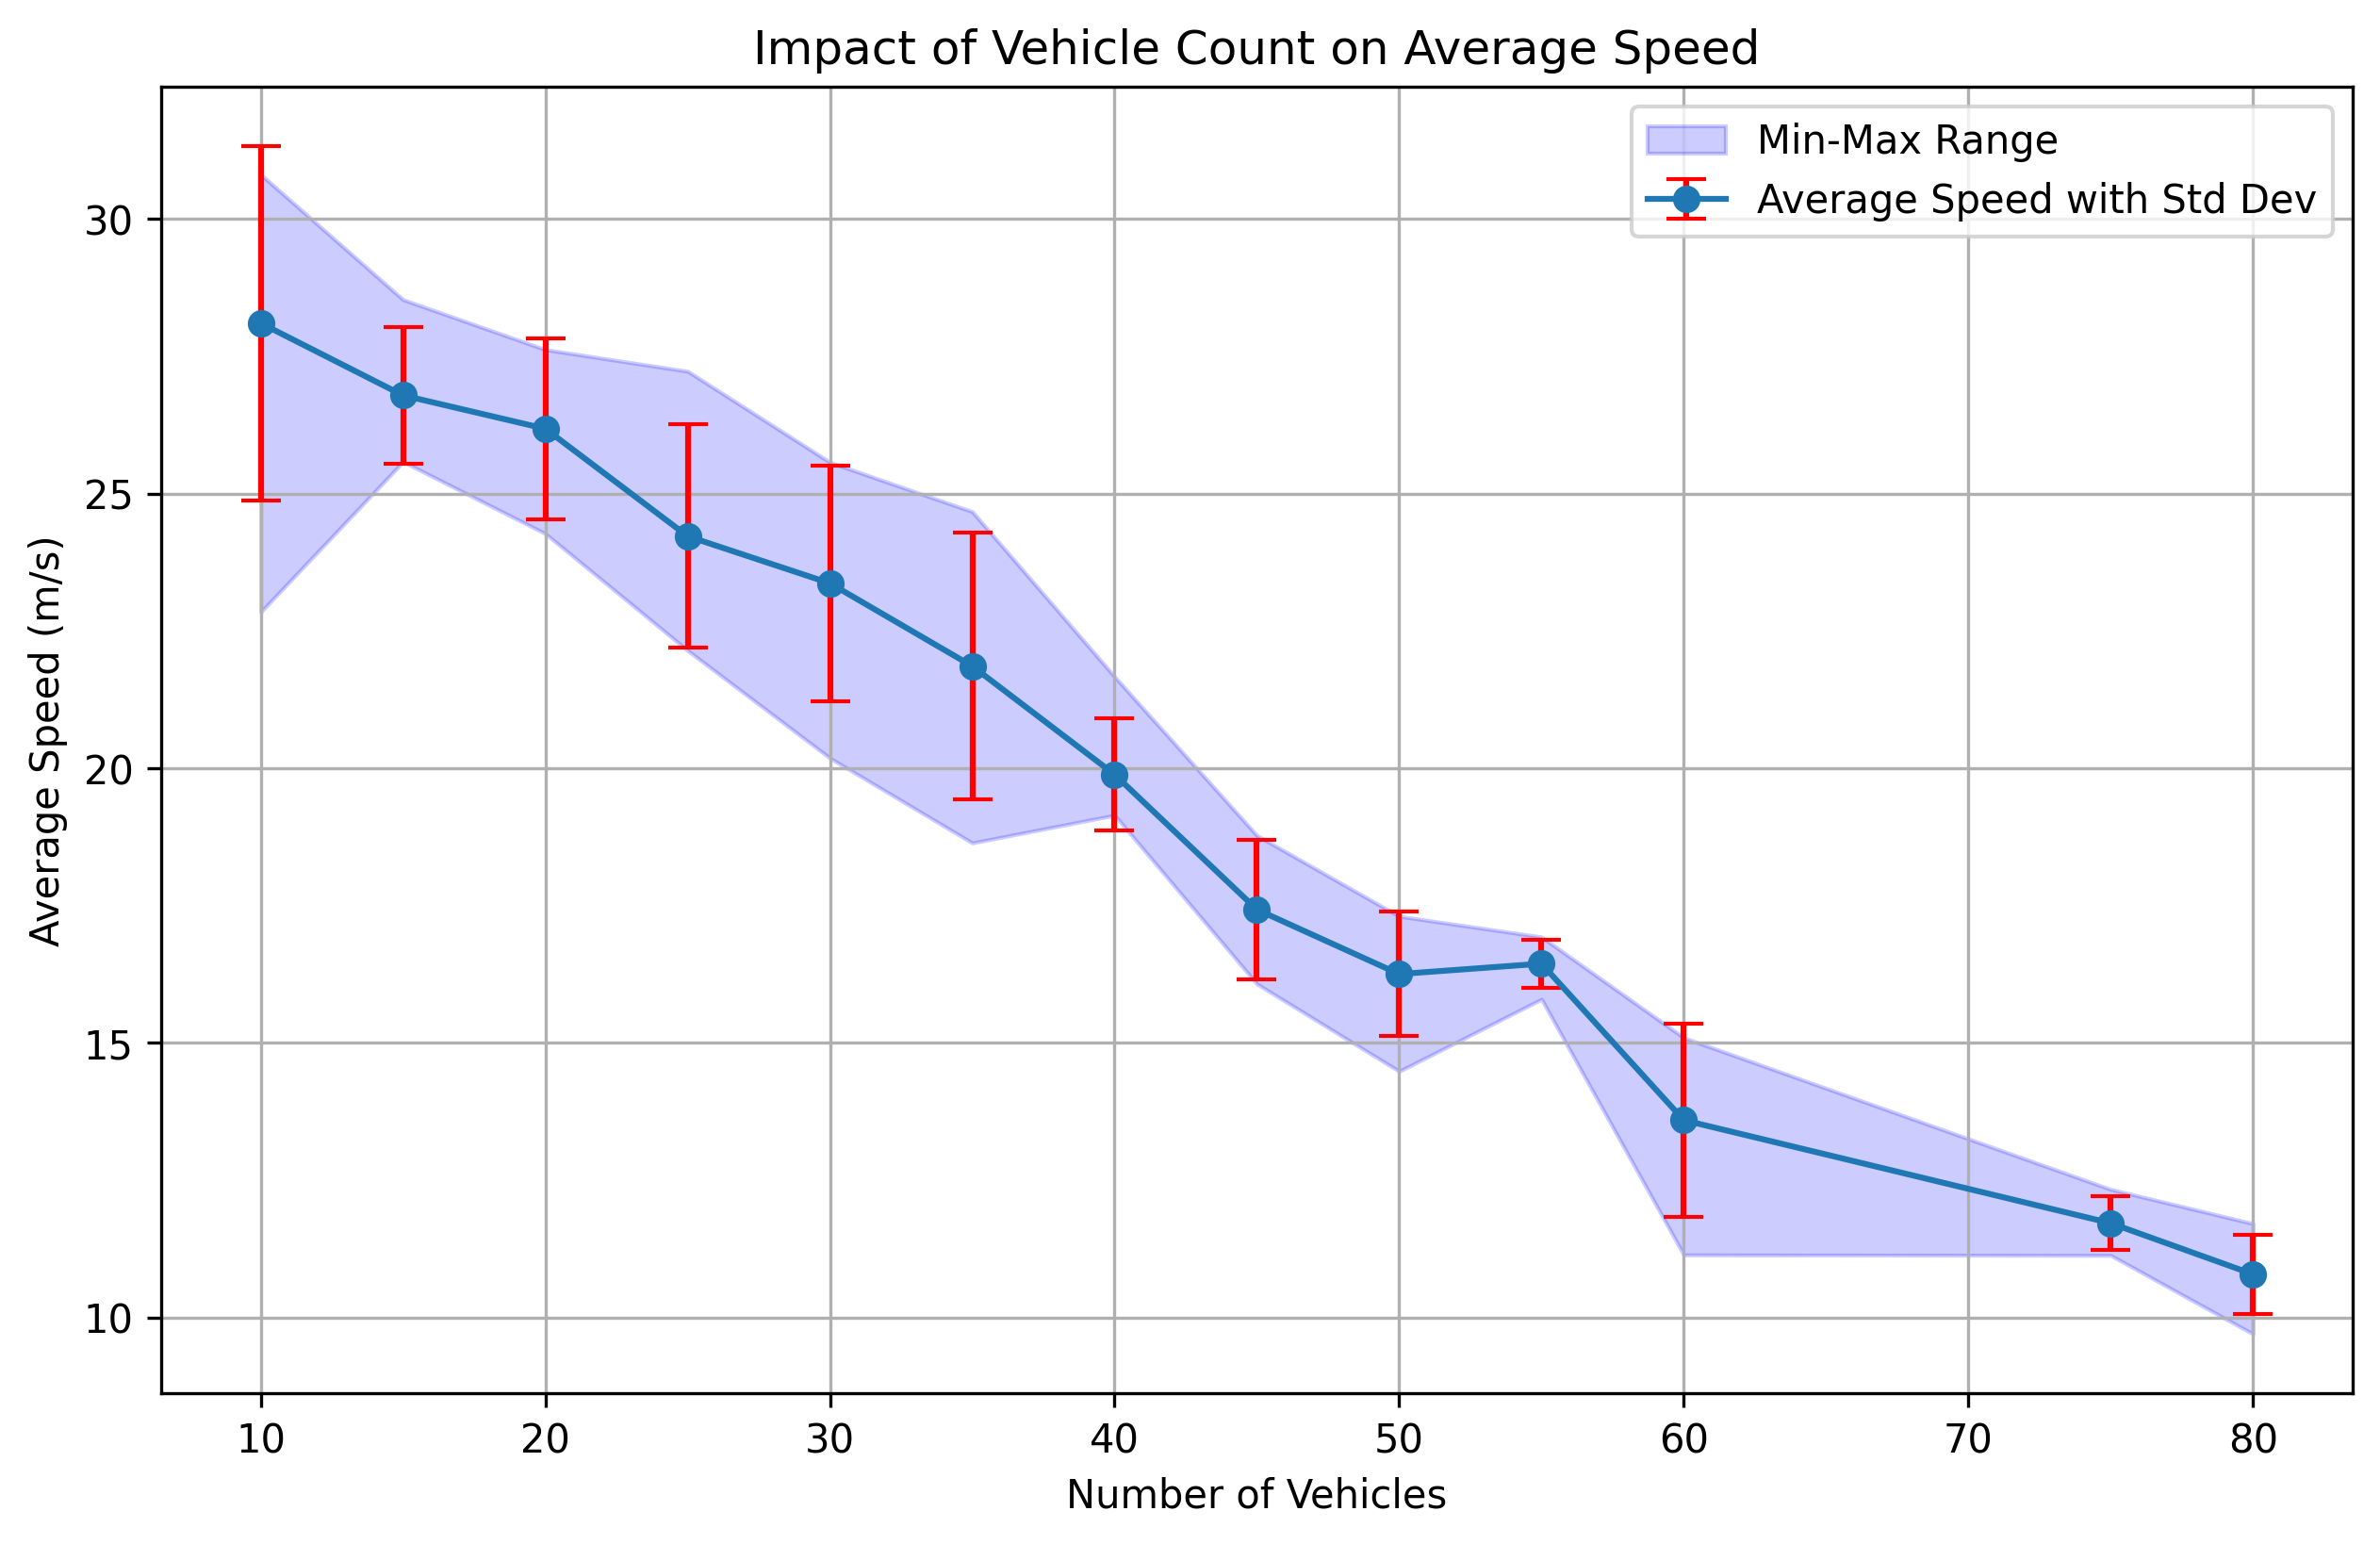 Impact of Vehicle Count on Average Speed
Min-Max Range
Average Speed with Std Dev
Average Speed (m/s)
30
25
20
15
10
10 20 30 40 50 60 70 80
Number of Vehicles